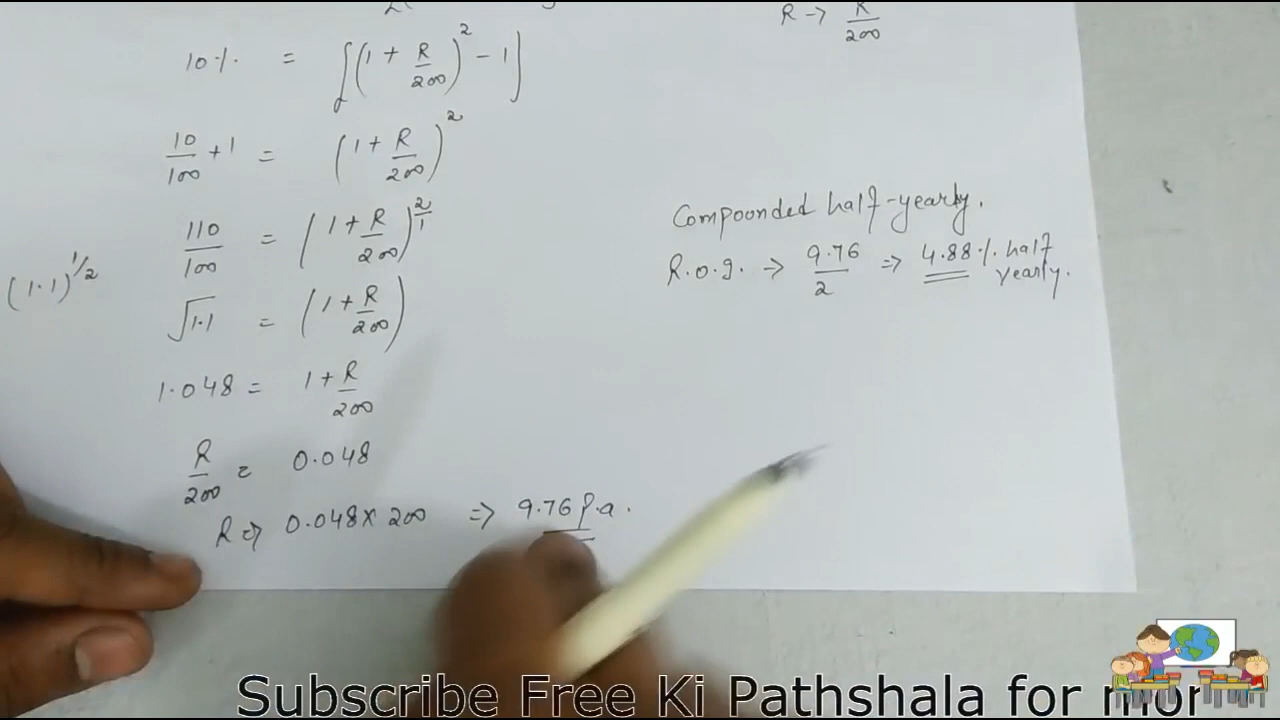 R → R/200
10% = [(1 + R/200)² - 1]
10/100 + 1 = (1 + R/200)²
110/100 = (1 + R/200)^2/1
(1.1)^1/2
√1.1 = (1 + R/200)
1.048 = 1 + R/200
R/200 = 0.048
R ⇒ 0.048 × 200 ⇒ 9.76 p.a.
Compounded half-yearly.
R.o.g. → 9.76/2 ⇒ 4.88% half yearly.
Subscribe Free Ki Pathshala for mor